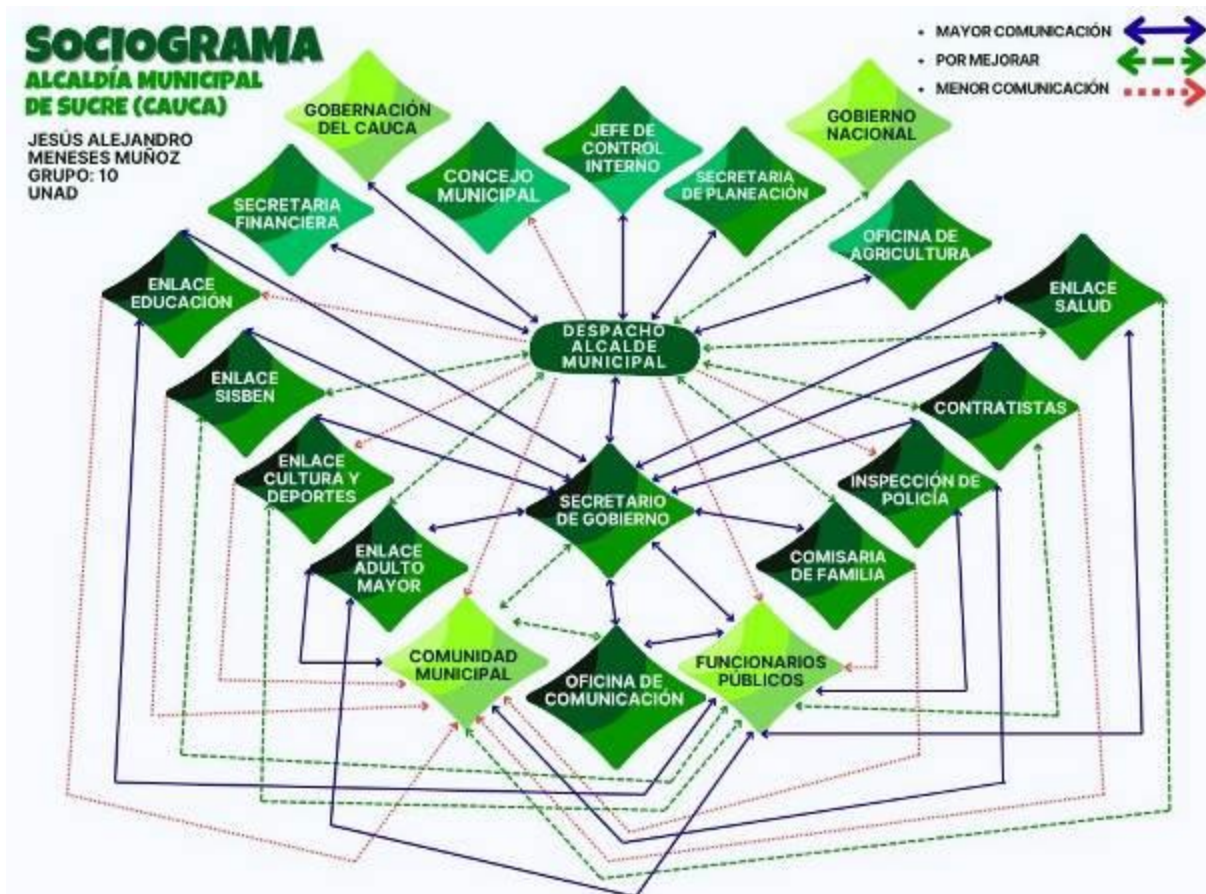 SOCIOGRAMA
ALCALDÍA MUNICIPAL
DE SUCRE (CAUCA)
JESÚS ALEJANDRO
MENESES MUÑOZ
GRUPO: 10
UNAD
• MAYOR COMUNICACIÓN
• POR MEJORAR
• MENOR COMUNICACIÓN
GOBERNACIÓN
DEL CAUCA
JEFE DE
CONTROL
INTERNO
GOBIERNO
NACIONAL
CONCEJO
MUNICIPAL
SECRETARIA
DE PLANEACIÓN
SECRETARIA
FINANCIERA
OFICINA DE
AGRICULTURA
ENLACE
EDUCACIÓN
ENLACE
SALUD
DESPACHO
ALCALDE
MUNICIPAL
ENLACE
SISBEN
CONTRATISTAS
ENLACE
CULTURA Y
DEPORTES
SECRETARIO
DE GOBIERNO
INSPECCIÓN DE
POLICÍA
ENLACE
ADULTO
MAYOR
COMISARIA
DE FAMILIA
COMUNIDAD
MUNICIPAL
OFICINA DE
COMUNICACIÓN
FUNCIONARIOS
PÚBLICOS